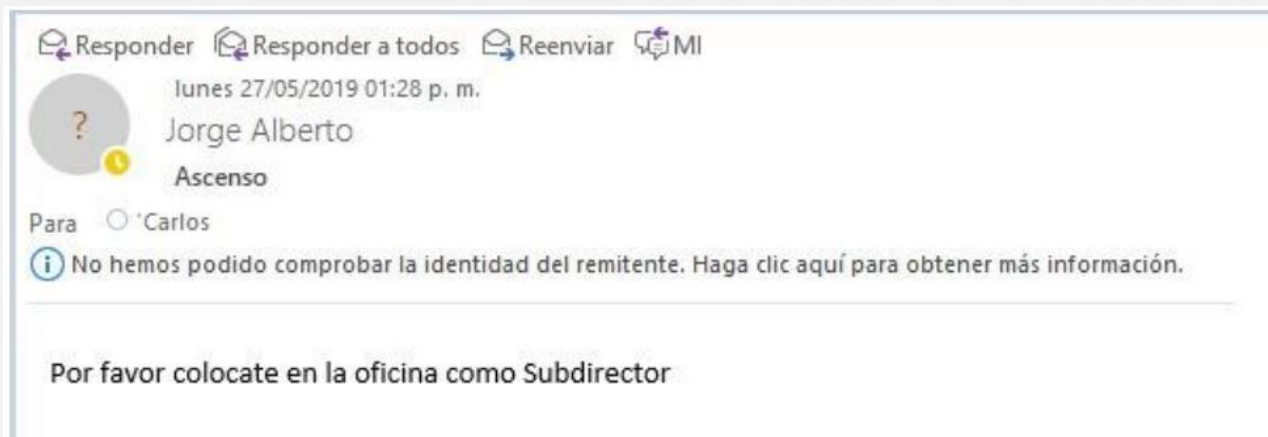 Responder Responder a todos Reenviar MI
lunes 27/05/2019 01:28 p. m.
?
Jorge Alberto
Ascenso
Para 'Carlos
i No hemos podido comprobar la identidad del remitente. Haga clic aquí para obtener más información.
Por favor colocate en la oficina como Subdirector